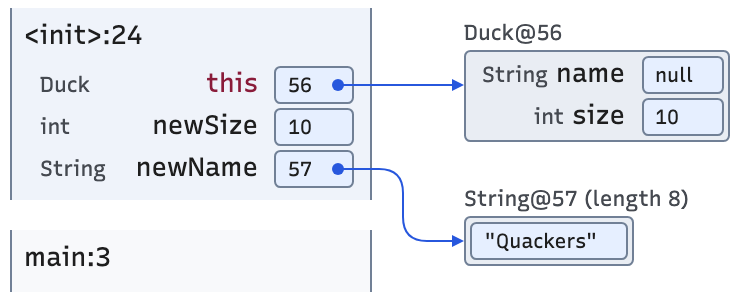 <init>:24
Duck this 56
int newSize 10
String newName 57
main:3
Duck@56
String name null
int size 10
String@57 (length 8)
"Quackers"